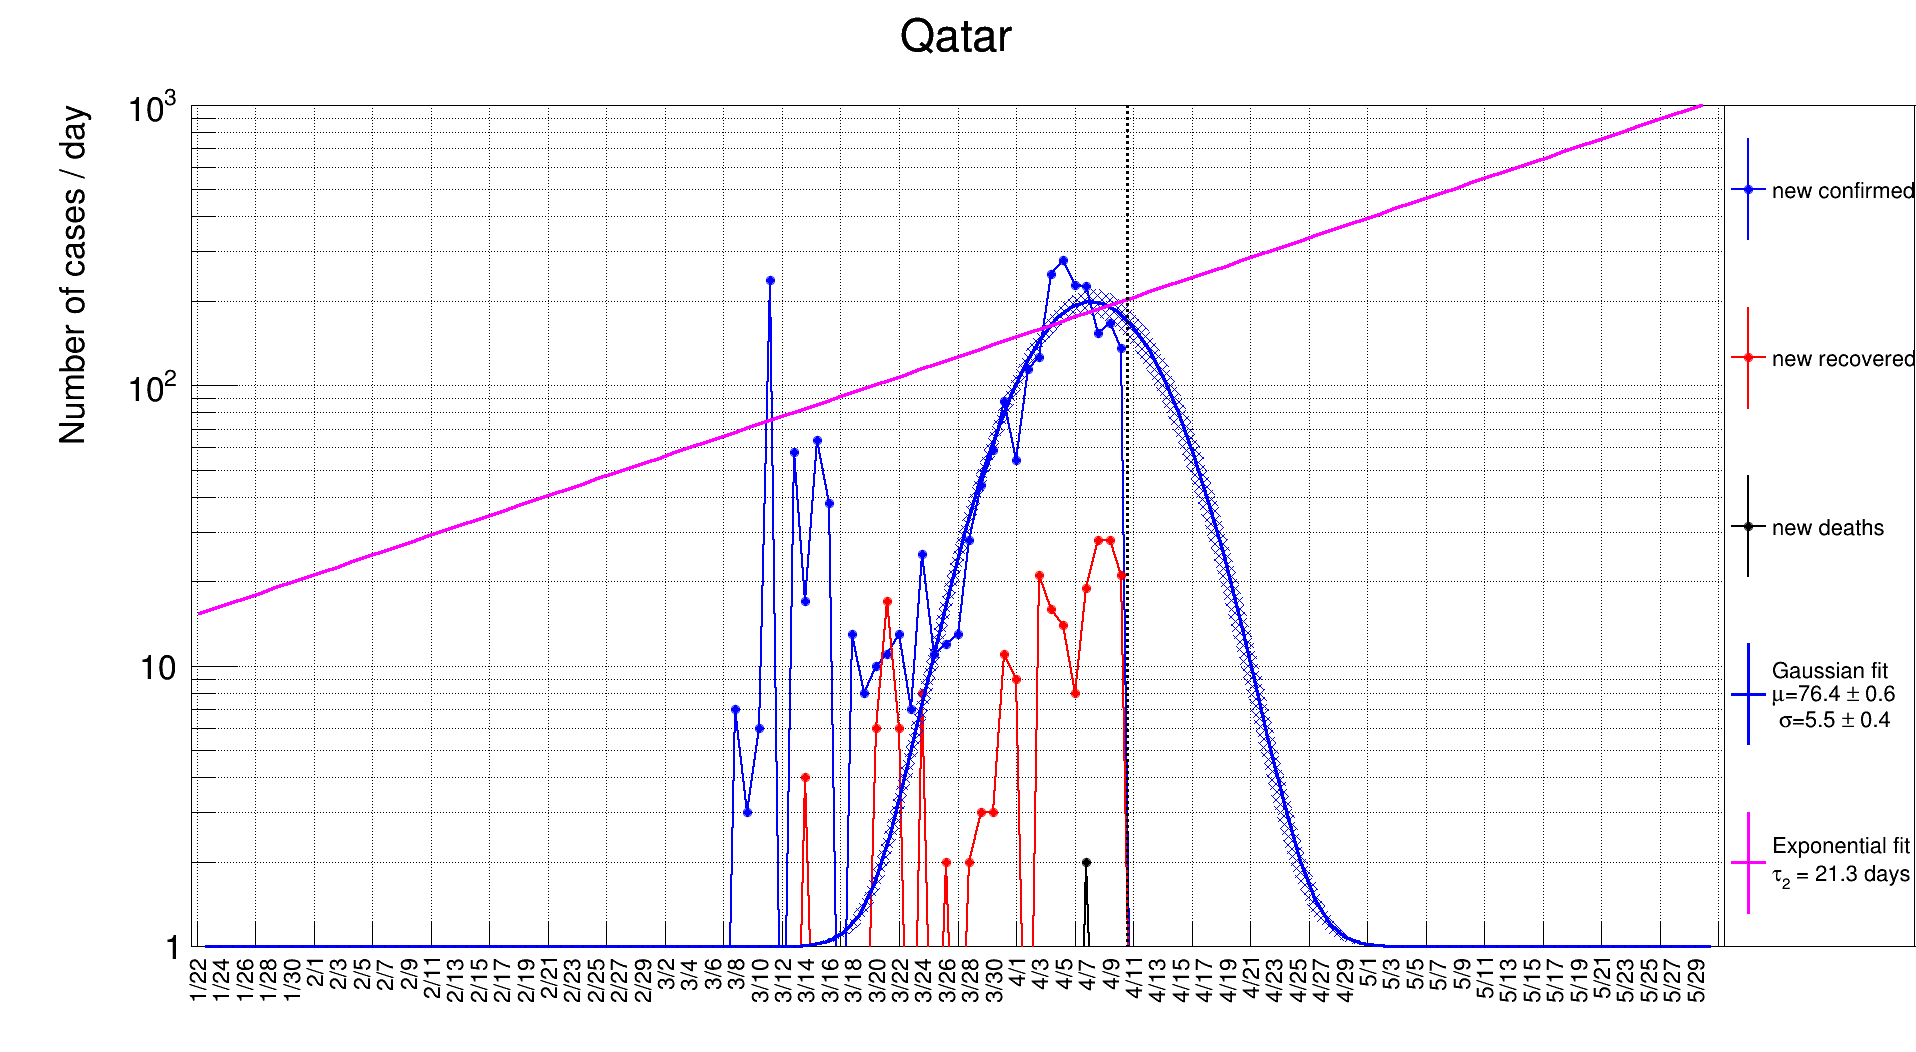 Qatar
Number of cases / day
10³
10²
10
1
1/22 1/24 1/26 1/28 1/30 2/1 2/3 2/5 2/7 2/9 2/11 2/13 2/15 2/17 2/19 2/21 2/23 2/25 2/27 2/29 3/2 3/4 3/6 3/8 3/10 3/12 3/14 3/16 3/18 3/20 3/22 3/24 3/26 3/28 3/30 4/1 4/3 4/5 4/7 4/9 4/11 4/13 4/15 4/17 4/19 4/21 4/23 4/25 4/27 4/29 5/1 5/3 5/5 5/7 5/9 5/11 5/13 5/15 5/17 5/19 5/21 5/23 5/25 5/27 5/29
new confirmed
new recovered
new deaths
Gaussian fit
μ=76.4 ± 0.6
σ=5.5 ± 0.4
Exponential fit
τ₂ = 21.3 days